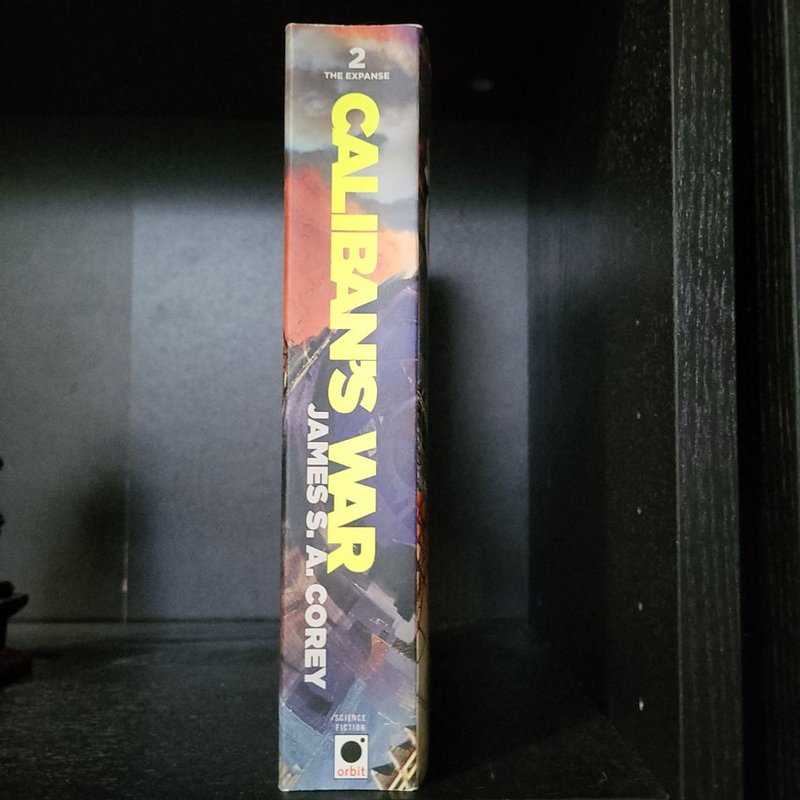 2
THE EXPANSE
CALIBAN'S WAR
JAMES S. A. COREY
SCIENCE
FICTION
orbit